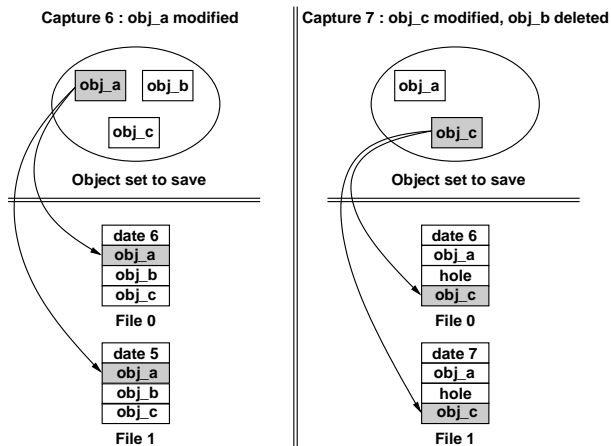 Capture 6 : obj_a modified
obj_a
obj_b
obj_c
Object set to save
date 6
obj_a
obj_b
obj_c
File 0
date 5
obj_a
obj_b
obj_c
File 1
Capture 7 : obj_c modified, obj_b deleted
obj_a
obj_c
Object set to save
date 6
obj_a
hole
obj_c
File 0
date 7
obj_a
hole
obj_c
File 1